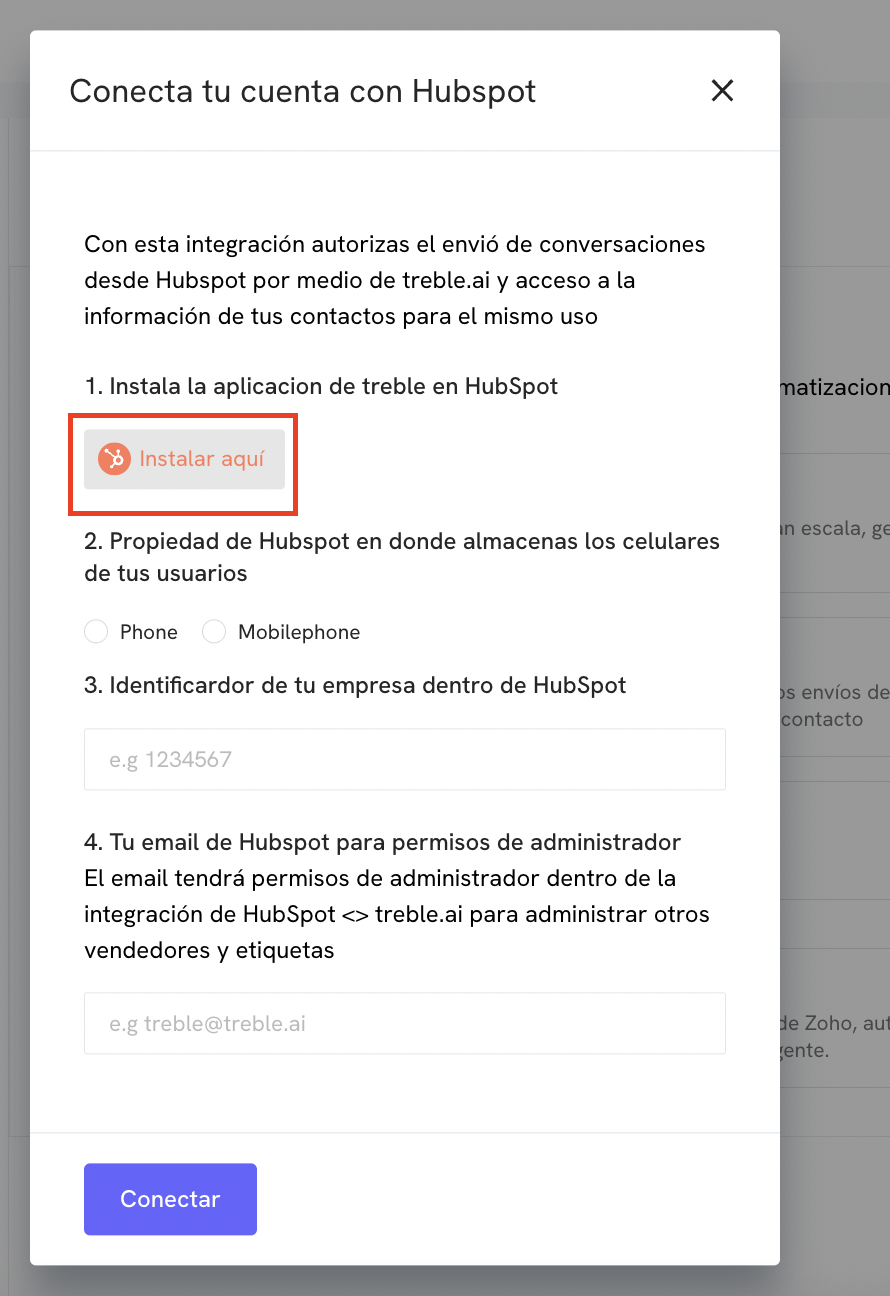 Conecta tu cuenta con Hubspot
Con esta integración autorizas el envió de conversaciones
desde Hubspot por medio de treble.ai y acceso a la
información de tus contactos para el mismo uso
1. Instala la aplicacion de treble en HubSpot
matizacion
Instalar aquí
2. Propiedad de Hubspot en donde almacenas los celulares
an escala, ge
de tus usuarios
Phone Mobilephone
3. Identificardor de tu empresa dentro de HubSpot
os envíos de
contacto
e.g 1234567
4. Tu email de Hubspot para permisos de administrador
El email tendrá permisos de administrador dentro de la
integración de HubSpot <> treble.ai para administrar otros
vendedores y etiquetas
e.g treble@treble.ai
de Zoho, aut
gente.
Conectar